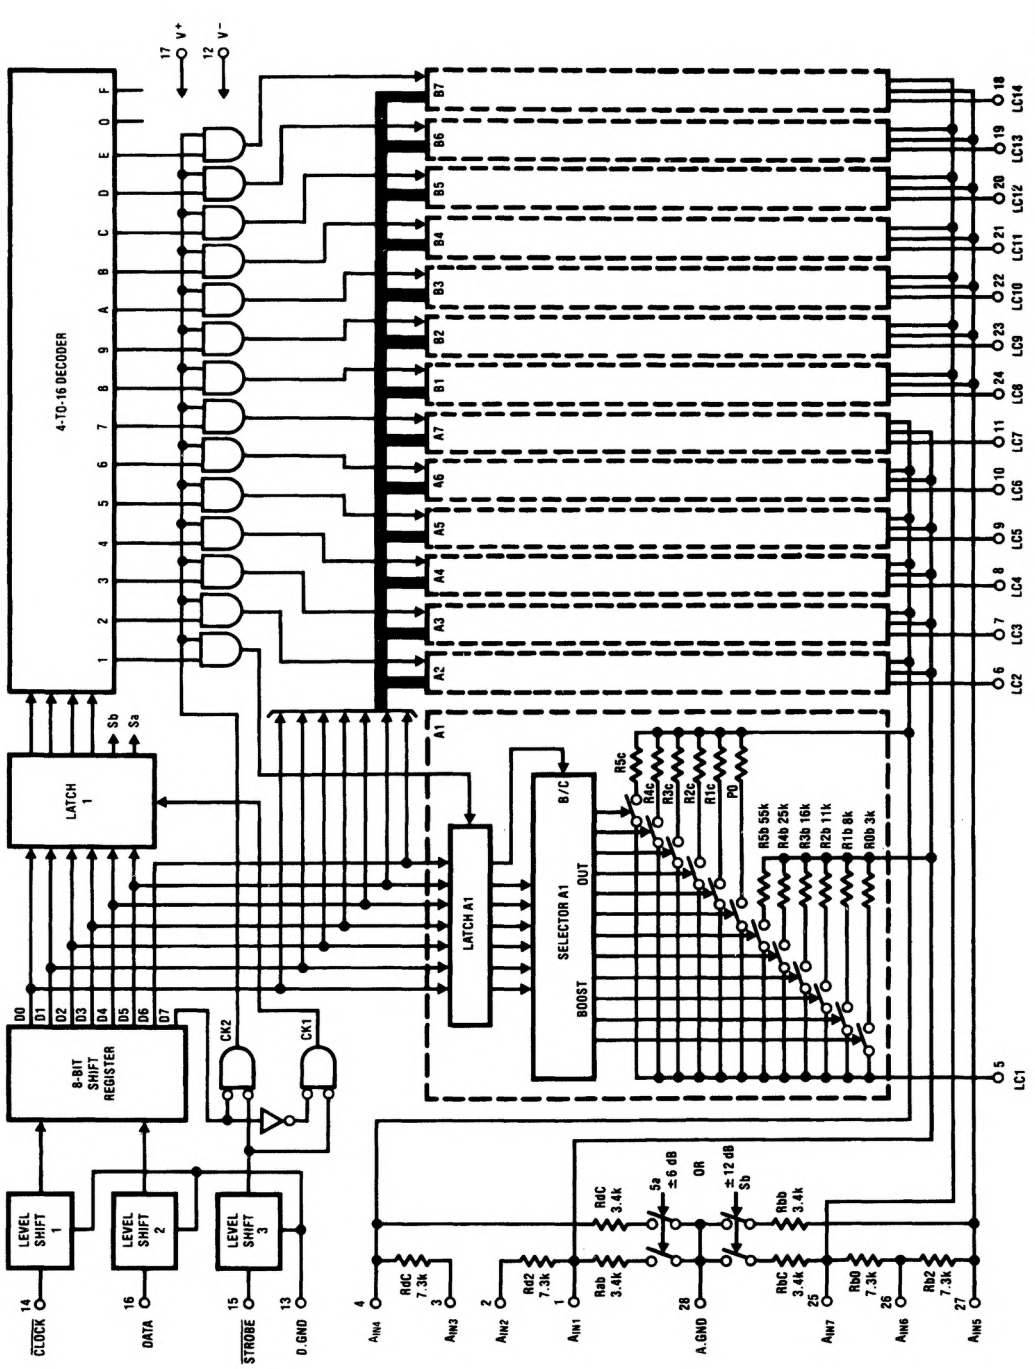 CLOCK 14
LEVEL SHIFT 1
DATA 16
LEVEL SHIFT 2
STROBE 15
LEVEL SHIFT 3
D.GND 13
8-BIT SHIFT REGISTER
D0
D1
D2
D3
D4
D5
D6
D7
CK2
CK1
LATCH 1
Sb
Sa
4-TO-16 DECODER
1
2
3
4
5
6
7
8
9
A
B
C
D
E
O
F
17 V+
12 V-
A1
A2
A3
A4
A5
A6
A7
B1
B2
B3
B4
B5
B6
B7
LATCH A1
SELECTOR A1
BOOST
OUT
B/C
R5c
R4c
R3c
R2c
R1c
PO
R5b 55k
R4b 25k
R3b 16k
R2b 11k
R1b 8k
R0b 3k
AIN4 4
RdC 7.3k
AIN3 3
AIN2 2
Rd2 7.3k
AIN1 1
RdC 3.4k
Rab 3.4k
5a
±6 dB
OR
±12 dB
Sb
A.GND 28
Rbb 3.4k
RbC 3.4k
AIN7 25
Rb0 7.3k
AIN6 26
Rb2 7.3k
AIN5 27
5 LC1
6 LC2
7 LC3
8 LC4
9 LC5
10 LC6
11 LC7
24 LC8
23 LC9
22 LC10
21 LC11
20 LC12
19 LC13
18 LC14